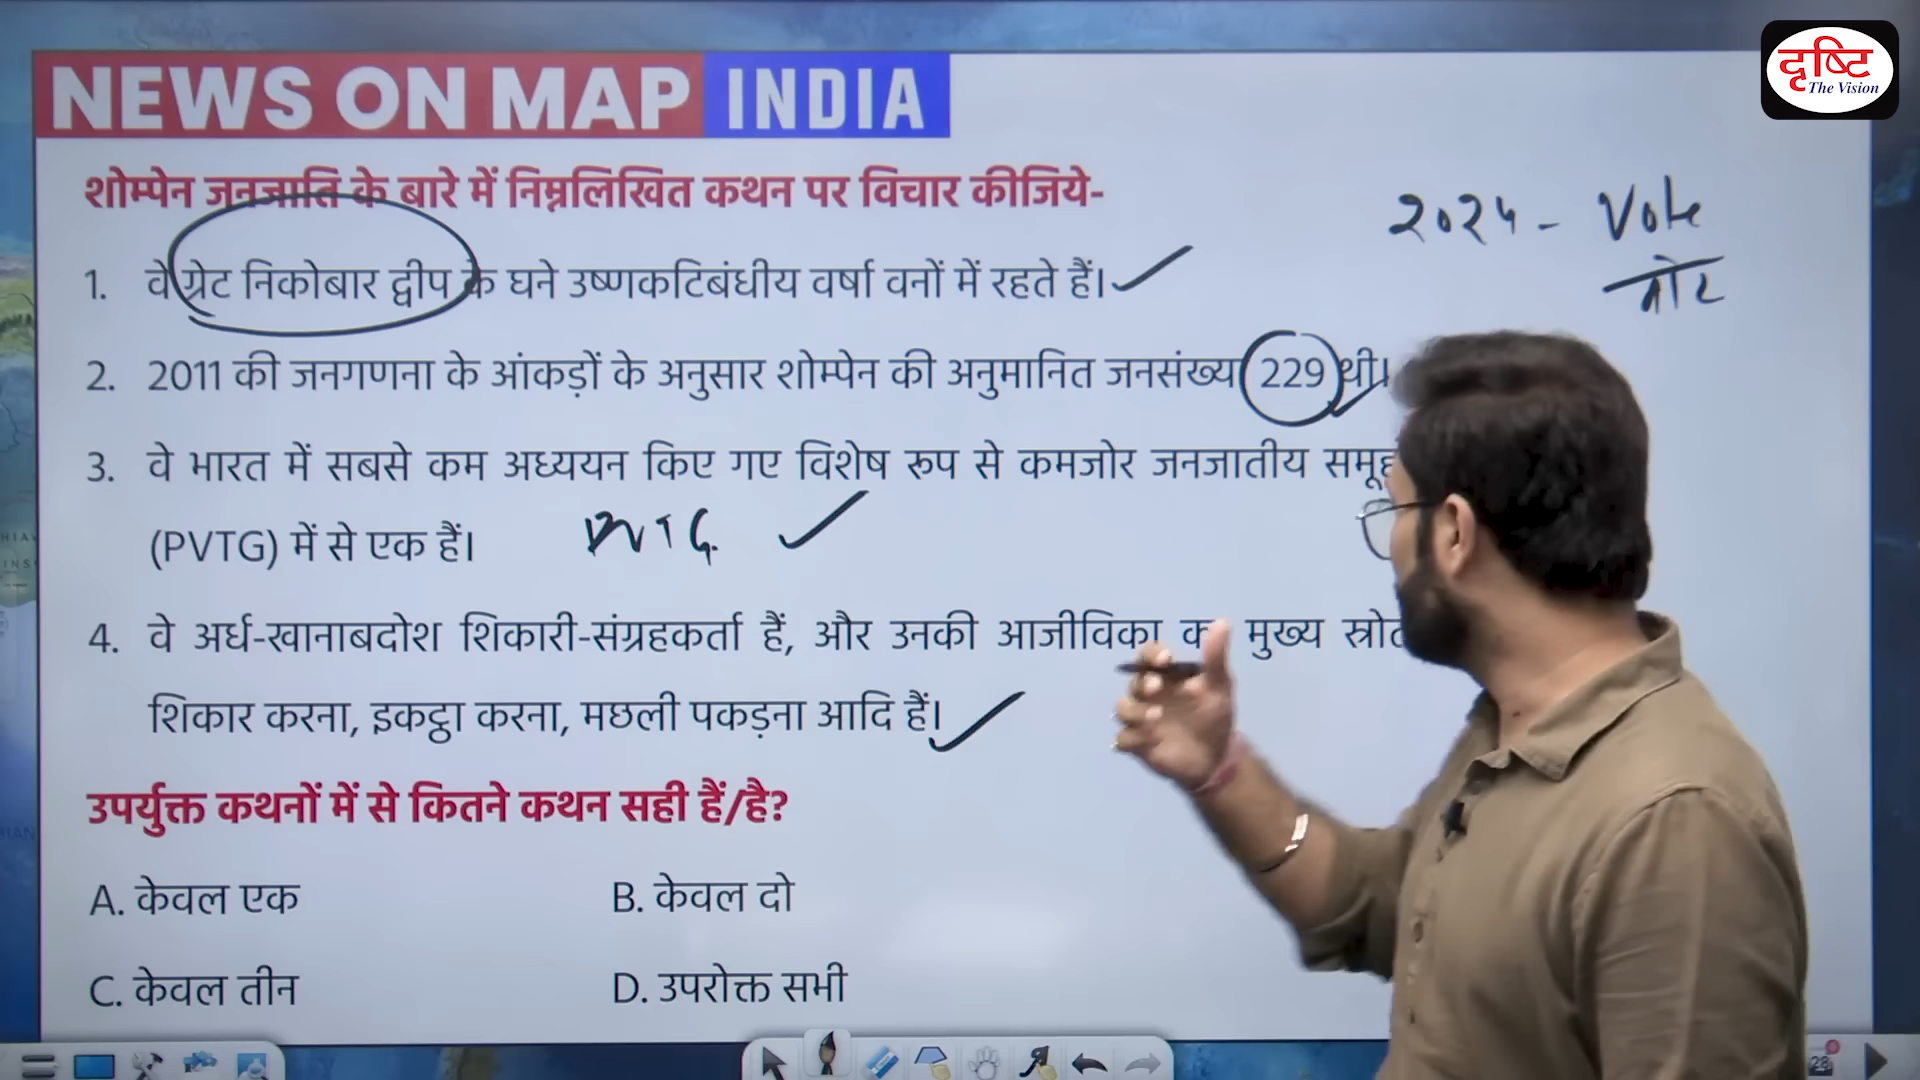 दृष्टि
The Vision
NEWS ON MAP INDIA
शोम्पेन जनजाति के बारे में निम्नलिखित कथन पर विचार कीजिये-
2024 - Vote
वोट
1. वे ग्रेट निकोबार द्वीप के घने उष्णकटिबंधीय वर्षा वनों में रहते हैं।
2. 2011 की जनगणना के आंकड़ों के अनुसार शोम्पेन की अनुमानित जनसंख्य 229 थी।
3. वे भारत में सबसे कम अध्ययन किए गए विशेष रूप से कमजोर जनजातीय समूह
(PVTG) में से एक हैं। PVTG
4. वे अर्ध-खानाबदोश शिकारी-संग्रहकर्ता हैं, और उनकी आजीविका मुख्य स्रोत
शिकार करना, इकट्ठा करना, मछली पकड़ना आदि हैं।
उपर्युक्त कथनों में से कितने कथन सही हैं/है?
A. केवल एक B. केवल दो
C. केवल तीन D. उपरोक्त सभी
28